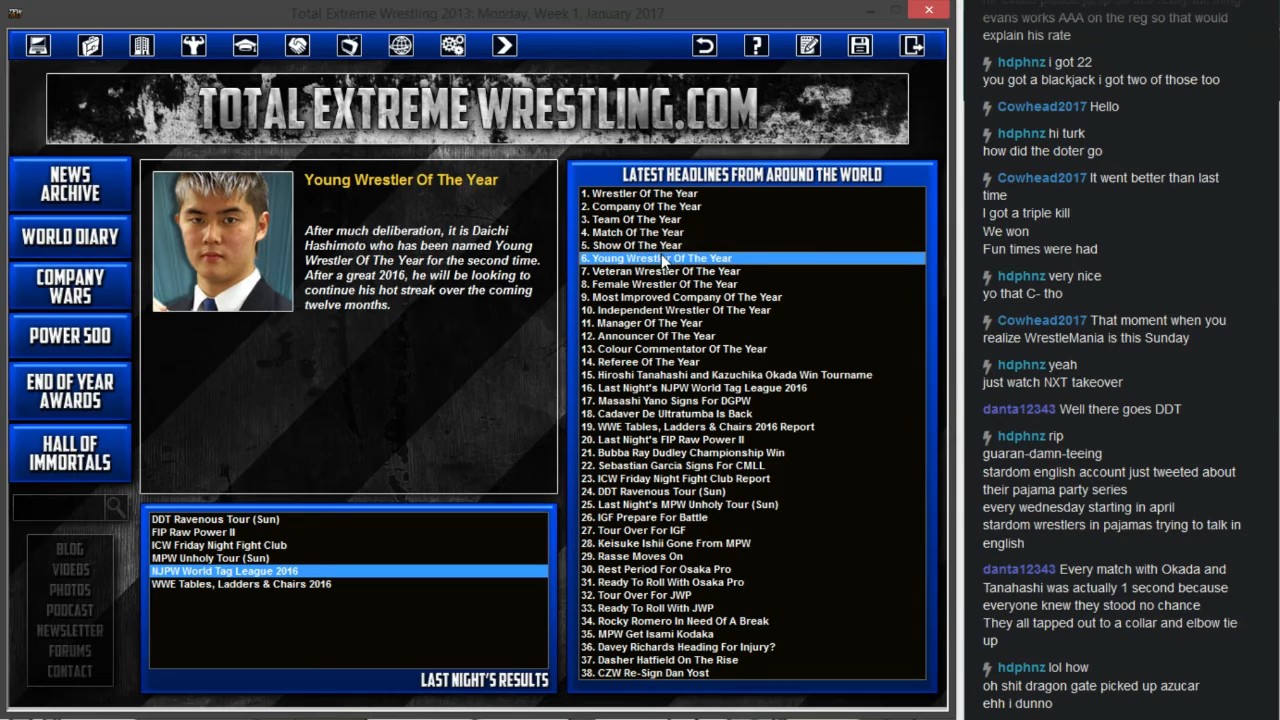 Total Extreme Wrestling 2013: Monday, Week 1, January 2017
TOTAL EXTREME WRESTLING.COM
NEWS
ARCHIVE
WORLD DIARY
COMPANY
WARS
POWER 500
END OF YEAR
AWARDS
HALL OF
IMMORTALS
BLOG
VIDEOS
PHOTOS
PODCAST
NEWSLETTER
FORUMS
CONTACT
Young Wrestler Of The Year
After much deliberation, it is Daichi
Hashimoto who has been named Young
Wrestler Of The Year for the second time.
After a great 2016, he will be looking to
continue his hot streak over the coming
twelve months.
DDT Ravenous Tour (Sun)
FIP Raw Power II
ICW Friday Night Fight Club
MPW Unholy Tour (Sun)
NJPW World Tag League 2016
WWE Tables, Ladders & Chairs 2016
LAST NIGHT'S RESULTS
LATEST HEADLINES FROM AROUND THE WORLD
1. Wrestler Of The Year
2. Company Of The Year
3. Team Of The Year
4. Match Of The Year
5. Show Of The Year
6. Young Wrestler Of The Year
7. Veteran Wrestler Of The Year
8. Female Wrestler Of The Year
9. Most Improved Company Of The Year
10. Independent Wrestler Of The Year
11. Manager Of The Year
12. Announcer Of The Year
13. Colour Commentator Of The Year
14. Referee Of The Year
15. Hiroshi Tanahashi and Kazuchika Okada Win Tourname
16. Last Night's NJPW World Tag League 2016
17. Masashi Yano Signs For DGPW
18. Cadaver De Ultratumba Is Back
19. WWE Tables, Ladders & Chairs 2016 Report
20. Last Night's FIP Raw Power II
21. Bubba Ray Dudley Championship Win
22. Sebastian Garcia Signs For CMLL
23. ICW Friday Night Fight Club Report
24. DDT Ravenous Tour (Sun)
25. Last Night's MPW Unholy Tour (Sun)
26. IGF Prepare For Battle
27. Tour Over For IGF
28. Keisuke Ishii Gone From MPW
29. Rasse Moves On
30. Rest Period For Osaka Pro
31. Ready To Roll With Osaka Pro
32. Tour Over For JWP
33. Ready To Roll With JWP
34. Rocky Romero In Need Of A Break
35. MPW Get Isami Kodaka
36. Davey Richards Heading For Injury?
37. Dasher Hatfield On The Rise
38. CZW Re-Sign Dan Yost
evans works AAA on the reg so that would
explain his rate
hdphnz i got 22
you got a blackjack i got two of those too
Cowhead2017 Hello
hdphnz hi turk
how did the doter go
Cowhead2017 It went better than last
time
I got a triple kill
We won
Fun times were had
hdphnz very nice
yo that C- tho
Cowhead2017 That moment when you
realize WrestleMania is this Sunday
hdphnz yeah
just watch NXT takeover
danta12343 Well there goes DDT
hdphnz rip
guaran-damn-teeing
stardom english account just tweeted about
their pajama party series
every wednesday starting in april
stardom wrestlers in pajamas trying to talk in
english
danta12343 Every match with Okada and
Tanahashi was actually 1 second because
everyone knew they stood no chance
They all tapped out to a collar and elbow tie
up
hdphnz lol how
oh shit dragon gate picked up azucar
ehh i dunno